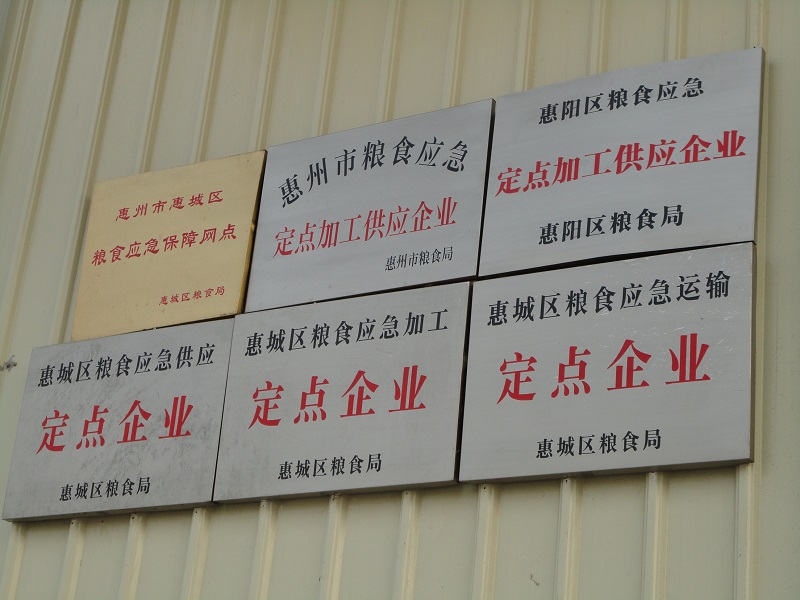 惠州市惠城区
粮食应急保障网点
惠城区粮食局
惠州市粮食应急
定点加工供应企业
惠州市粮食局
惠阳区粮食应急
定点加工供应企业
惠阳区粮食局
惠城区粮食应急供应
定点企业
惠城区粮食局
惠城区粮食应急加工
定点企业
惠城区粮食局
惠城区粮食应急运输
定点企业
惠城区粮食局